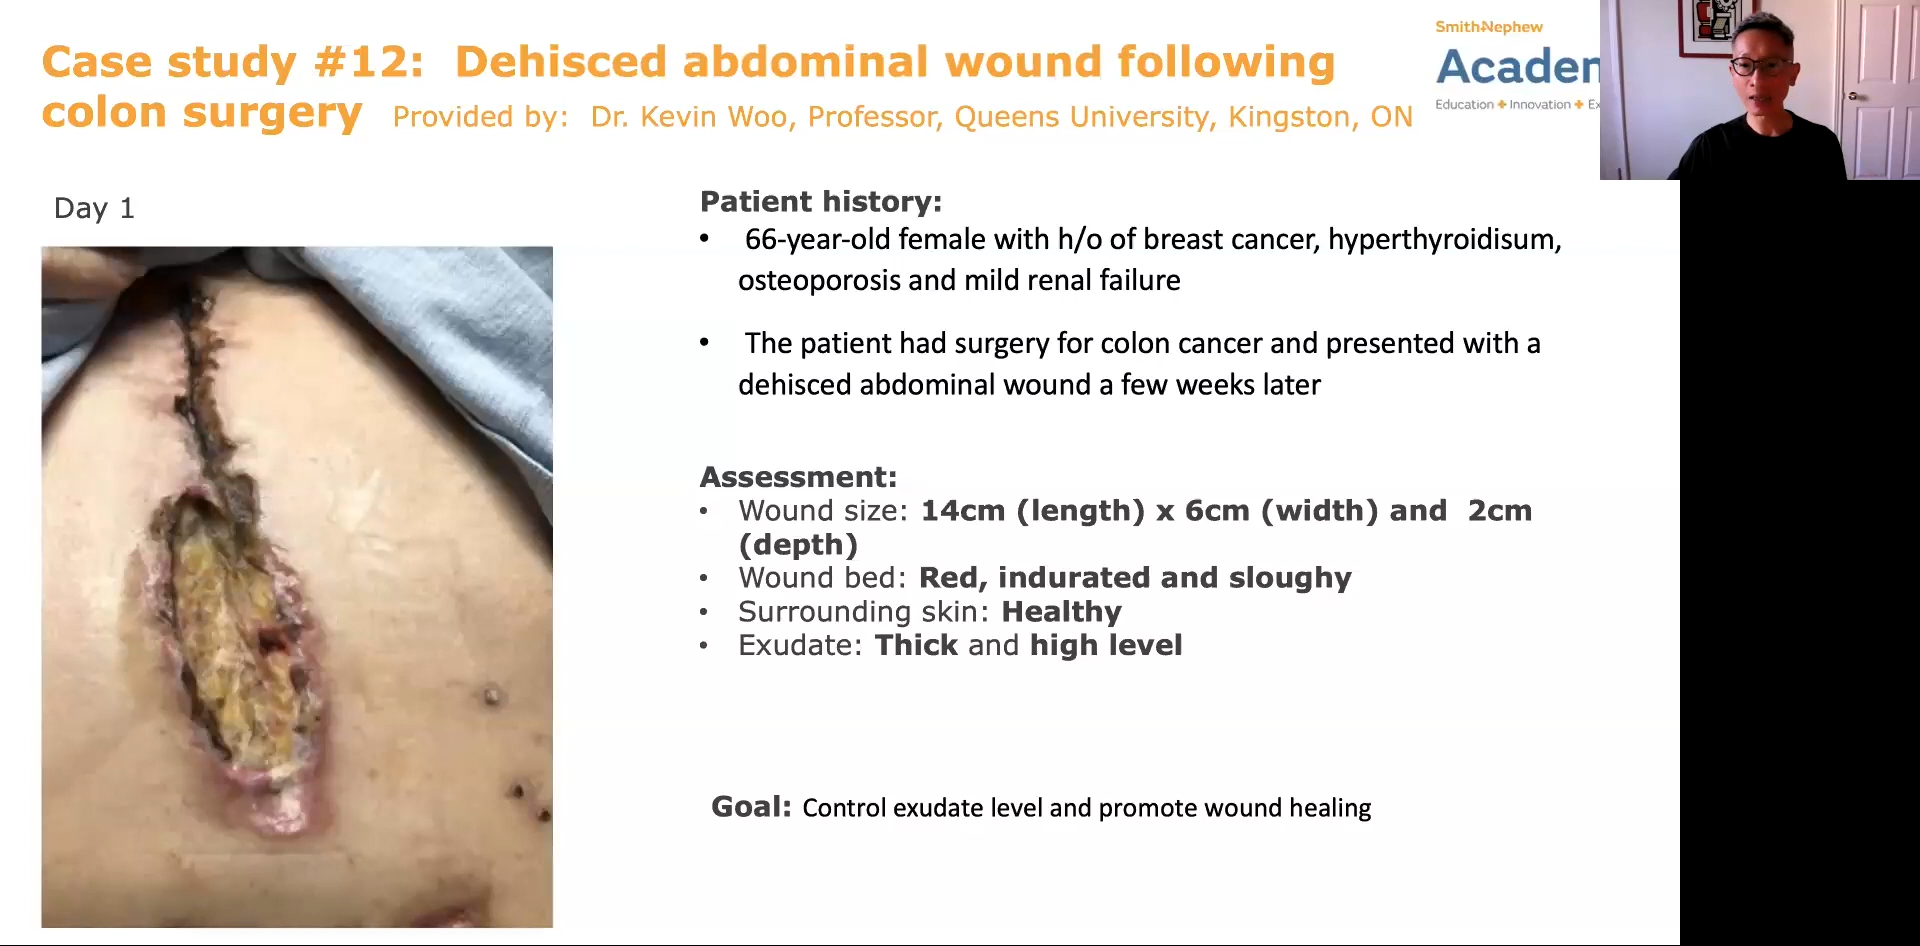 Case study #12:  Dehisced abdominal wound following
colon surgery  Provided by:  Dr. Kevin Woo, Professor, Queens University, Kingston, ON
Smith+Nephew
Academ
Education + Innovation + Ex
Day 1
Patient history:
• 66-year-old female with h/o of breast cancer, hyperthyroidisum,
osteoporosis and mild renal failure
• The patient had surgery for colon cancer and presented with a
dehisced abdominal wound a few weeks later
Assessment:
• Wound size: 14cm (length) x 6cm (width) and  2cm
(depth)
• Wound bed: Red, indurated and sloughy
• Surrounding skin: Healthy
• Exudate: Thick and high level
Goal: Control exudate level and promote wound healing